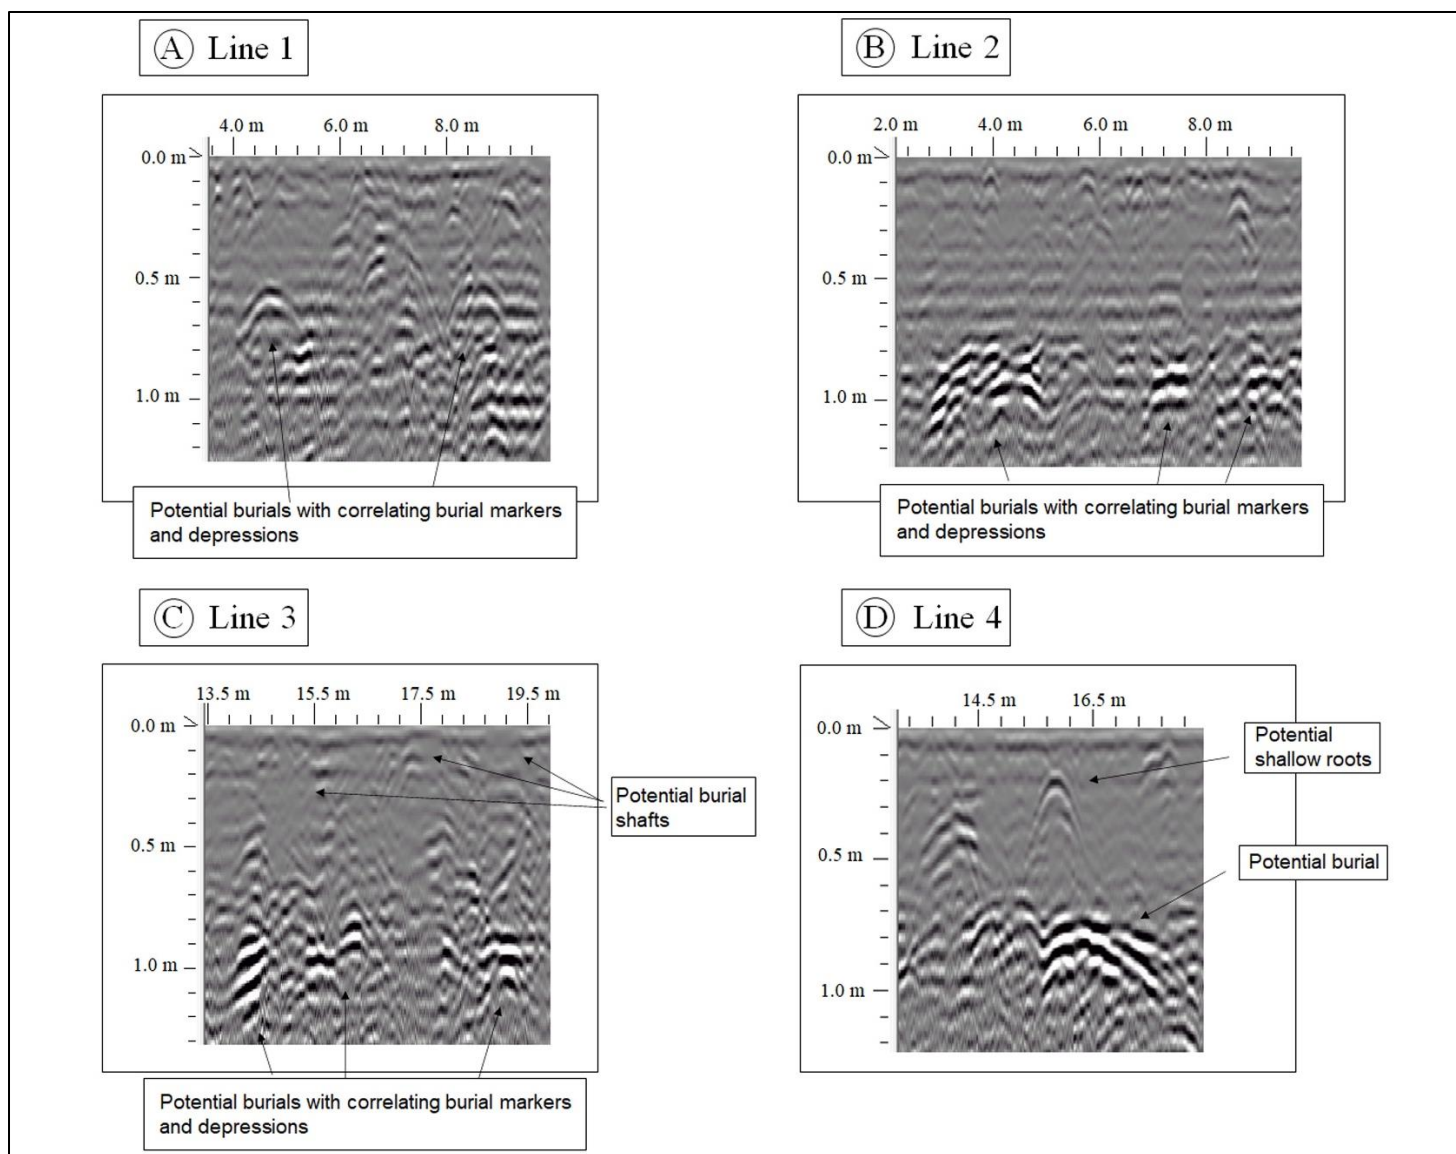 A Line 1
4.0 m 6.0 m 8.0 m
0.0 m
0.5 m
1.0 m
Potential burials with correlating burial markers
and depressions
B Line 2
2.0 m 4.0 m 6.0 m 8.0 m
0.0 m
0.5 m
1.0 m
Potential burials with correlating burial markers
and depressions
C Line 3
13.5 m 15.5 m 17.5 m 19.5 m
0.0 m
0.5 m
1.0 m
Potential burial
shafts
Potential burials with correlating burial markers
and depressions
D Line 4
14.5 m 16.5 m
0.0 m
0.5 m
1.0 m
Potential
shallow roots
Potential burial